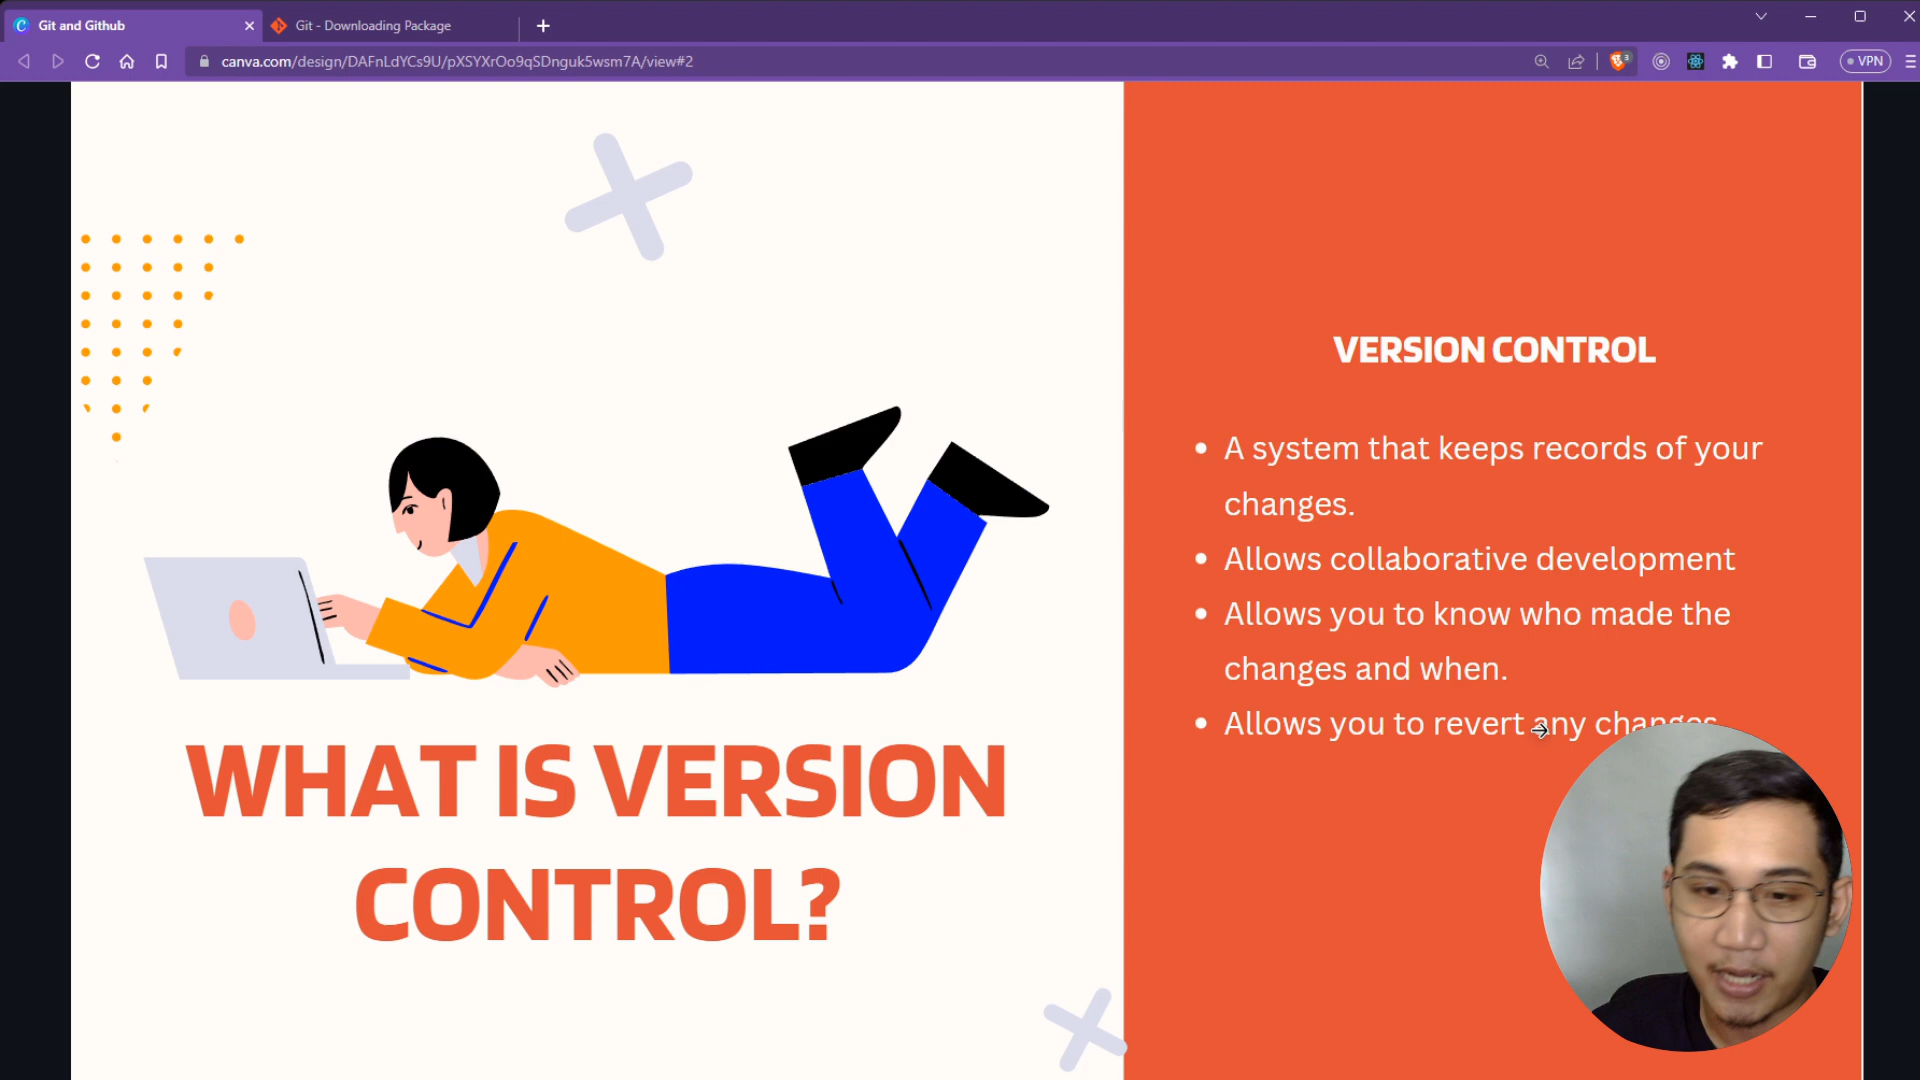 Git and Github
Git - Downloading Package
canva.com/design/DAFnLdYCs9U/pXSYXrOo9qSDnguk5wsm7A/view#2
3
VPN
WHAT IS VERSION
CONTROL?
VERSION CONTROL
• A system that keeps records of your
changes.
• Allows collaborative development
• Allows you to know who made the
changes and when.
• Allows you to revert any changes